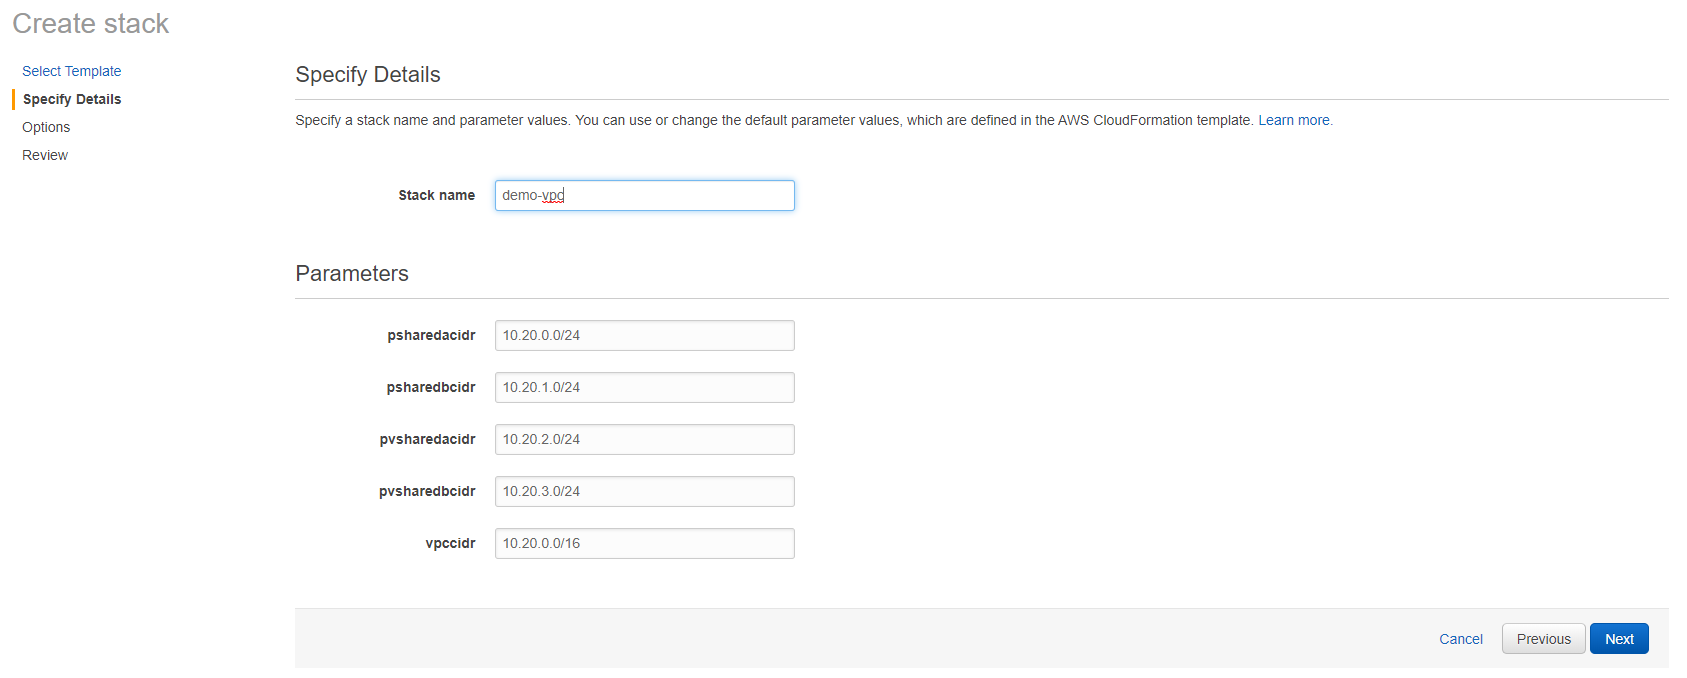 Create stack
Select Template
Specify Details
Options
Review
Specify Details
Specify a stack name and parameter values. You can use or change the default parameter values, which are defined in the AWS CloudFormation template. Learn more.
Stack name demo-vpc
Parameters
psharedacidr 10.20.0.0/24
psharedbcidr 10.20.1.0/24
pvsharedacidr 10.20.2.0/24
pvsharedbcidr 10.20.3.0/24
vpccidr 10.20.0.0/16
Cancel Previous Next